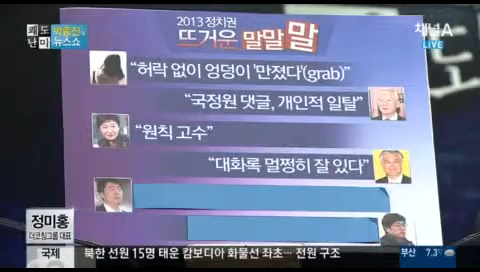 쾌도난마
박종진의 뉴스쇼
채널A
LIVE
2013 정치권
뜨거운 말말말
“허락 없이 엉덩이 '만졌다'(grab)”
“국정원 댓글, 개인적 일탈”
“원칙 고수”
“대화록 멀쩡히 잘 있다”
정미홍
더코칭그룹 대표
국제
북한 선원 15명 태운 캄보디아 화물선 좌초… 전원 구조
부산 7.3℃